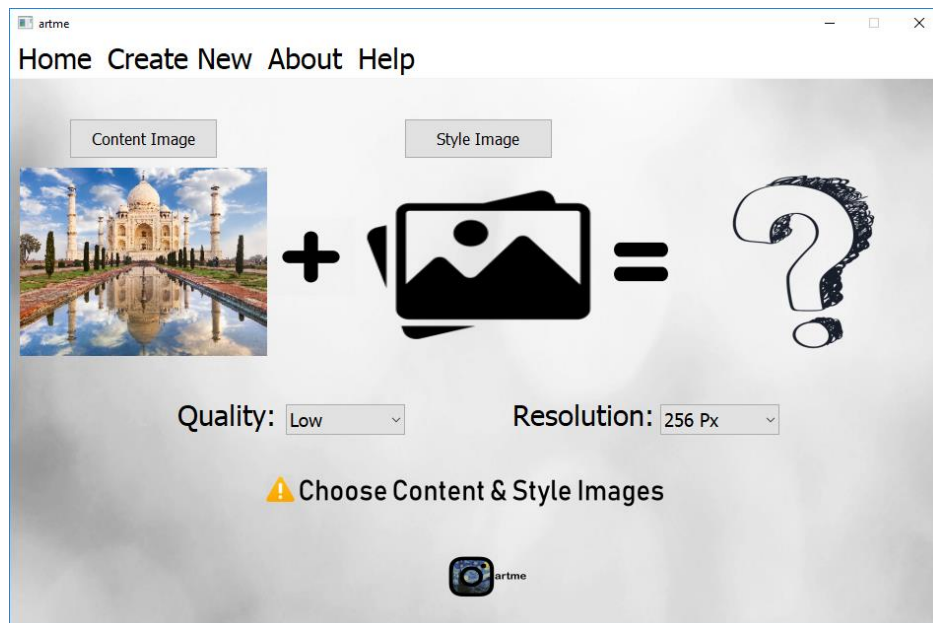 artme
Home Create New About Help
Content Image
Style Image
Quality: Low
Resolution: 256 Px
Choose Content & Style Images
artme